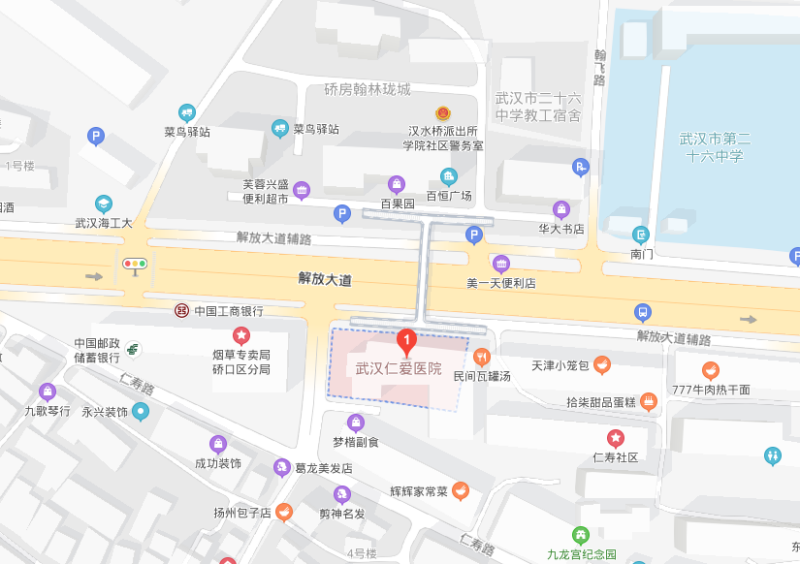 翰飞路
硚房翰林珑城
武汉市二十六
中学教工宿舍
P
菜鸟驿站
菜鸟驿站
汉水桥派出所
学院社区警务室
武汉市第二
十六中学
1号楼
芙蓉兴盛
便利超市
百果园
百恒广场
武汉海工大
P
华大书店
解放大道辅路
P
南门
P
解放大道
美一天便利店
中国工商银行
解放大道辅路
1
中国邮政
储蓄银行
烟草专卖局
硚口区分局
武汉仁爱医院
民间瓦罐汤
天津小笼包
777牛肉热干面
仁寿路
九歌琴行
永兴装饰
拾柒甜品蛋糕
梦楷副食
成功装饰
葛龙美发店
仁寿社区
扬州包子店
剪神名发
辉辉家常菜
4号楼
仁寿路
九龙宫纪念园